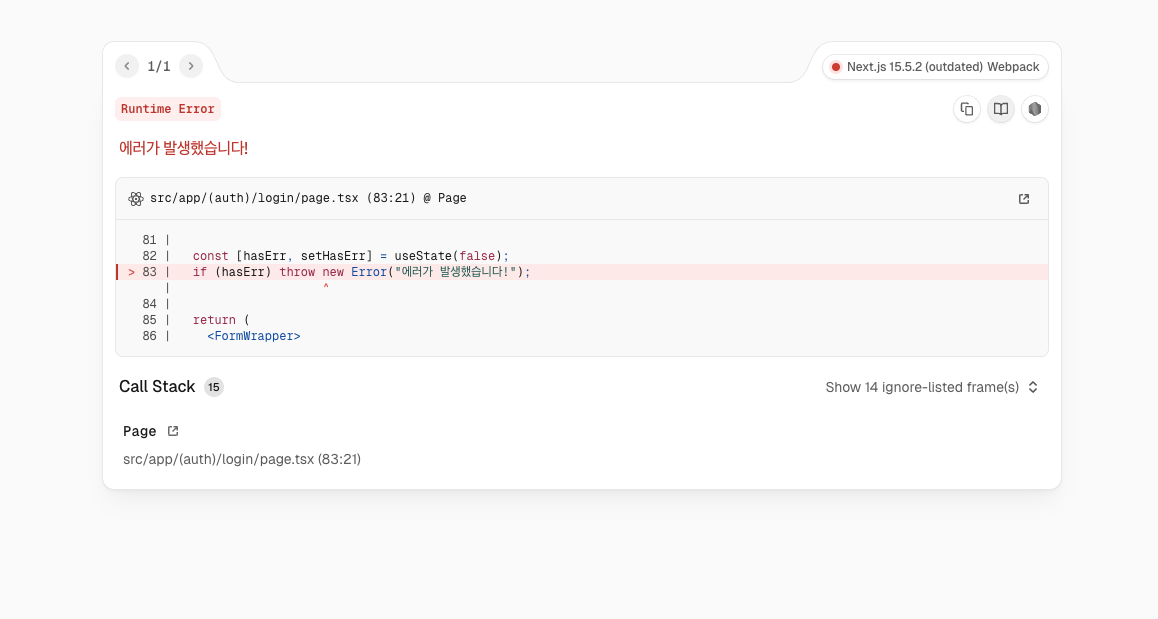 1/1
Next.js 15.5.2 (outdated) Webpack
Runtime Error
에러가 발생했습니다!
src/app/(auth)/login/page.tsx (83:21) @ Page
81 |
82 |   const [hasErr, setHasErr] = useState(false);
> 83 |   if (hasErr) throw new Error("에러가 발생했습니다!");
|                     ^
84 |
85 |   return (
86 |     <FormWrapper>
Call Stack 15
Show 14 ignore-listed frame(s)
Page
src/app/(auth)/login/page.tsx (83:21)